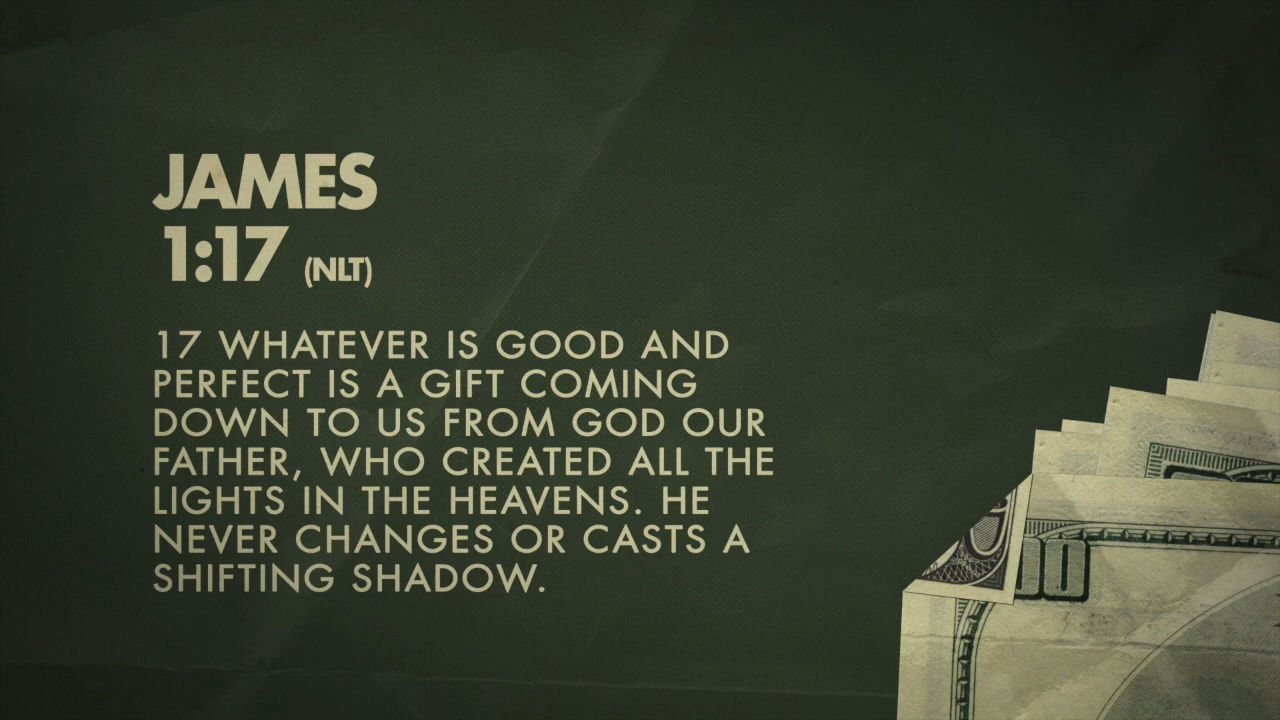 JAMES
1:17 (NLT)
17 WHATEVER IS GOOD AND
PERFECT IS A GIFT COMING
DOWN TO US FROM GOD OUR
FATHER, WHO CREATED ALL THE
LIGHTS IN THE HEAVENS. HE
NEVER CHANGES OR CASTS A
SHIFTING SHADOW.